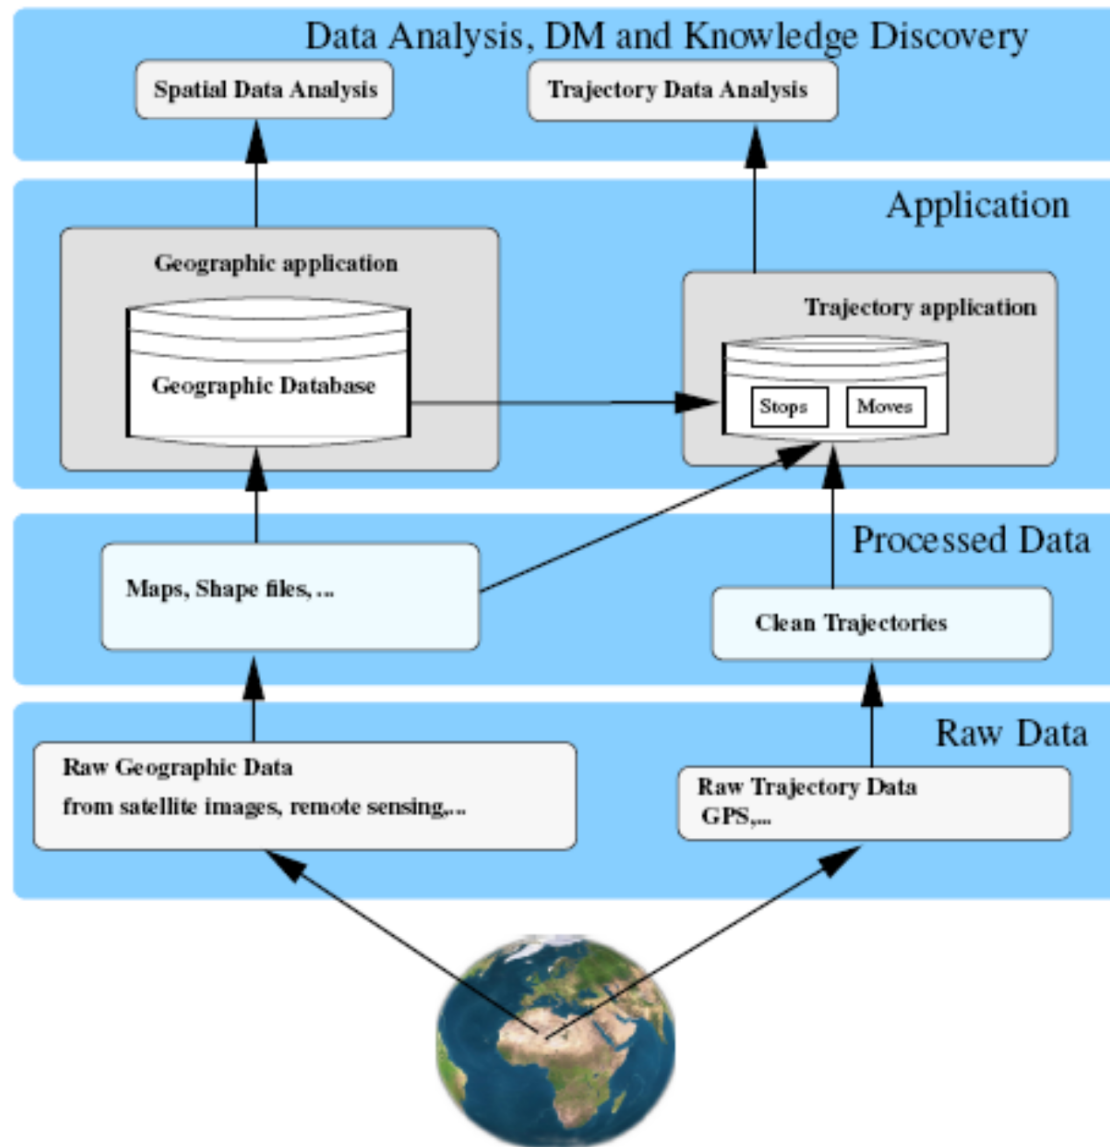 Data Analysis, DM and Knowledge Discovery
Spatial Data Analysis
Trajectory Data Analysis
Application
Geographic application
Geographic Database
Trajectory application
Stops
Moves
Processed Data
Maps, Shape files, ...
Clean Trajectories
Raw Data
Raw Geographic Data
from satellite images, remote sensing,...
Raw Trajectory Data
GPS,...